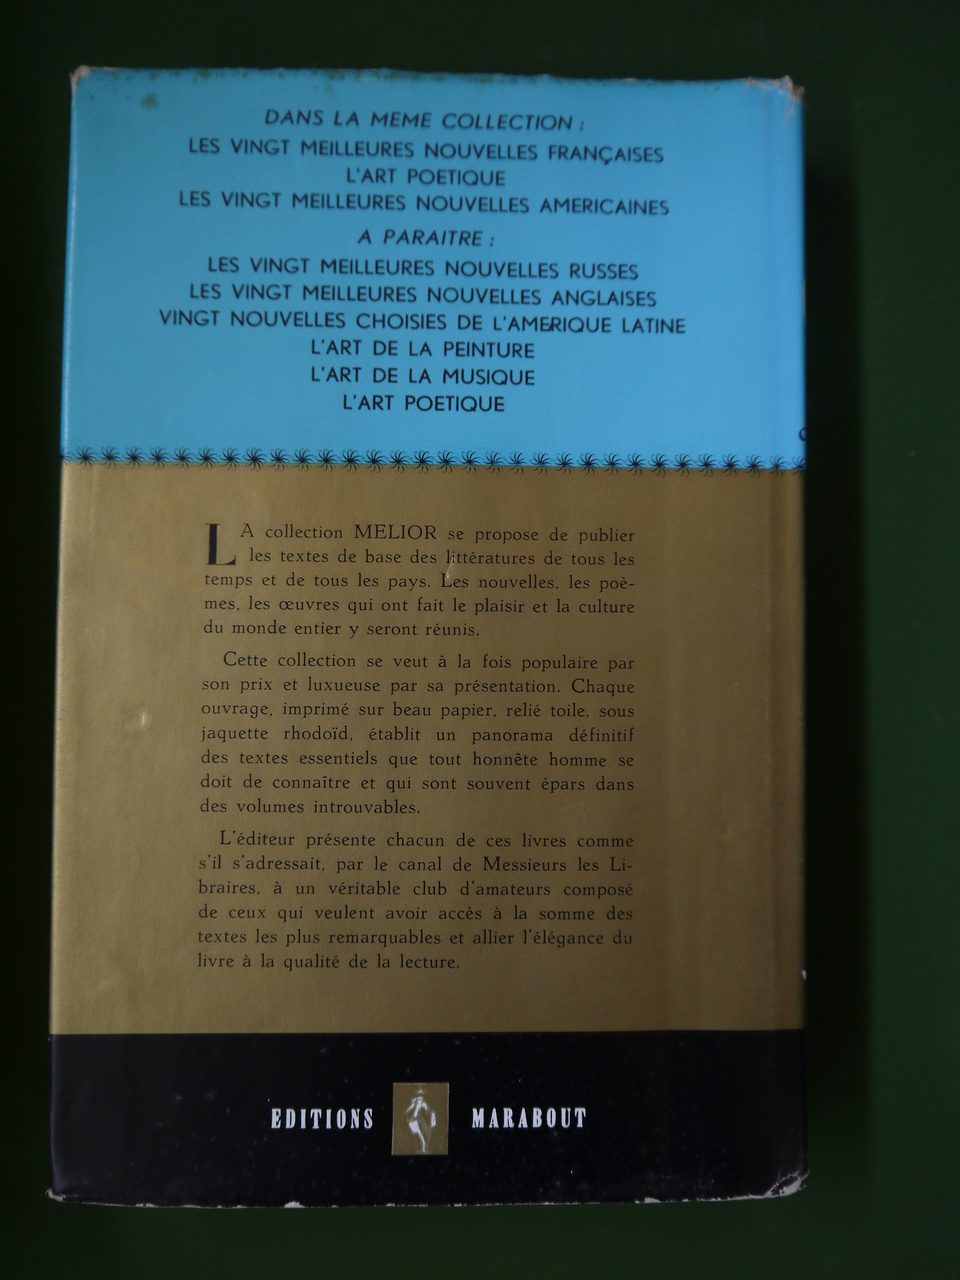 DANS LA MEME COLLECTION :
LES VINGT MEILLEURES NOUVELLES FRANÇAISES
L'ART POETIQUE
LES VINGT MEILLEURES NOUVELLES AMERICAINES
A PARAITRE :
LES VINGT MEILLEURES NOUVELLES RUSSES
LES VINGT MEILLEURES NOUVELLES ANGLAISES
VINGT NOUVELLES CHOISIES DE L'AMERIQUE LATINE
L'ART DE LA PEINTURE
L'ART DE LA MUSIQUE
L'ART POETIQUE
LA collection MELIOR se propose de publier
les textes de base des littératures de tous les
temps et de tous les pays. Les nouvelles, les poè-
mes, les œuvres qui ont fait le plaisir et la culture
du monde entier y seront réunis.
Cette collection se veut à la fois populaire par
son prix et luxueuse par sa présentation. Chaque
ouvrage, imprimé sur beau papier, relié toile, sous
jaquette rhodoïd, établit un panorama définitif
des textes essentiels que tout honnête homme se
doit de connaître et qui sont souvent épars dans
des volumes introuvables.
L'éditeur présente chacun de ces livres comme
s'il s'adressait, par le canal de Messieurs les Li-
braires, à un véritable club d'amateurs composé
de ceux qui veulent avoir accès à la somme des
textes les plus remarquables et allier l'élégance du
livre à la qualité de la lecture.
EDITIONS MARABOUT